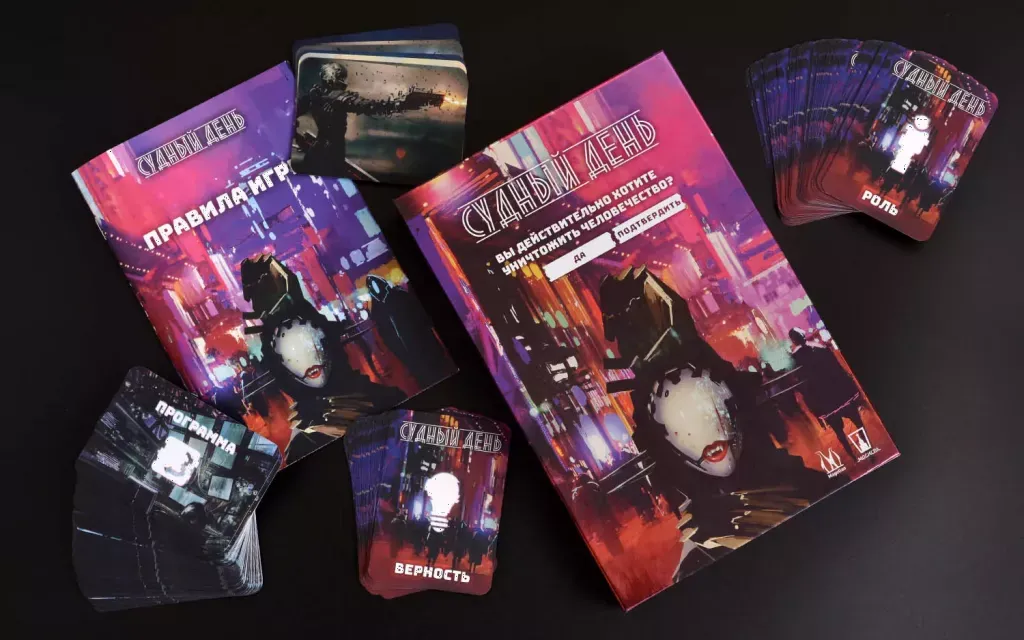 СУДНЫЙ ДЕНЬ
ПРАВИЛА ИГР
СУДНЫЙ ДЕНЬ
ВЫ ДЕЙСТВИТЕЛЬНО ХОТИТЕ
УНИЧТОЖИТЬ ЧЕЛОВЕЧЕСТВО?
ДА
ПОДТВЕРДИТЬ
СУДНЫЙ ДЕНЬ
РОЛЬ
ПРОГРАММА
СУДНЫЙ ДЕНЬ
ВЕРНОСТЬ